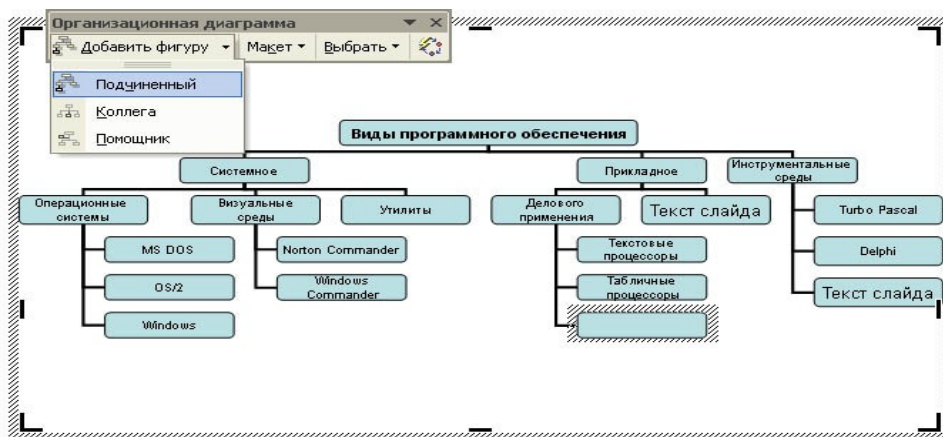 Организационная диаграмма
Добавить фигуру Макет Выбрать
Подчиненный
Коллега
Помощник
Виды программного обеспечения
Системное
Прикладное
Инструментальные
среды
Операционные
системы
Визуальные
среды
Утилиты
Делового
применения
Текст слайда
Turbo Pascal
MS DOS
Norton Commander
Текстовые
процессоры
Delphi
OS/2
Windows
Commander
Табличные
процессоры
Текст слайда
Windows